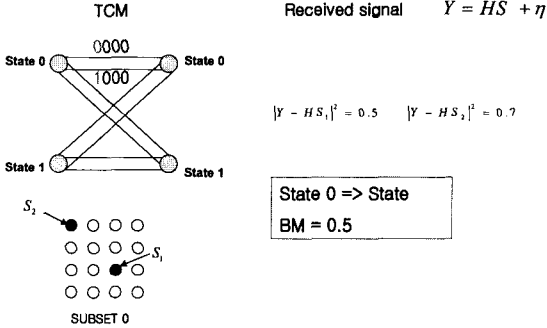 TCM
Received signal Y = HS + η
0000
State 0 State 0
1000
|Y - HS₁|² = 0.5 |Y - HS₂|² = 0.7
State 1 State 1
State 0 => State
BM = 0.5
S₂
S₁
SUBSET 0